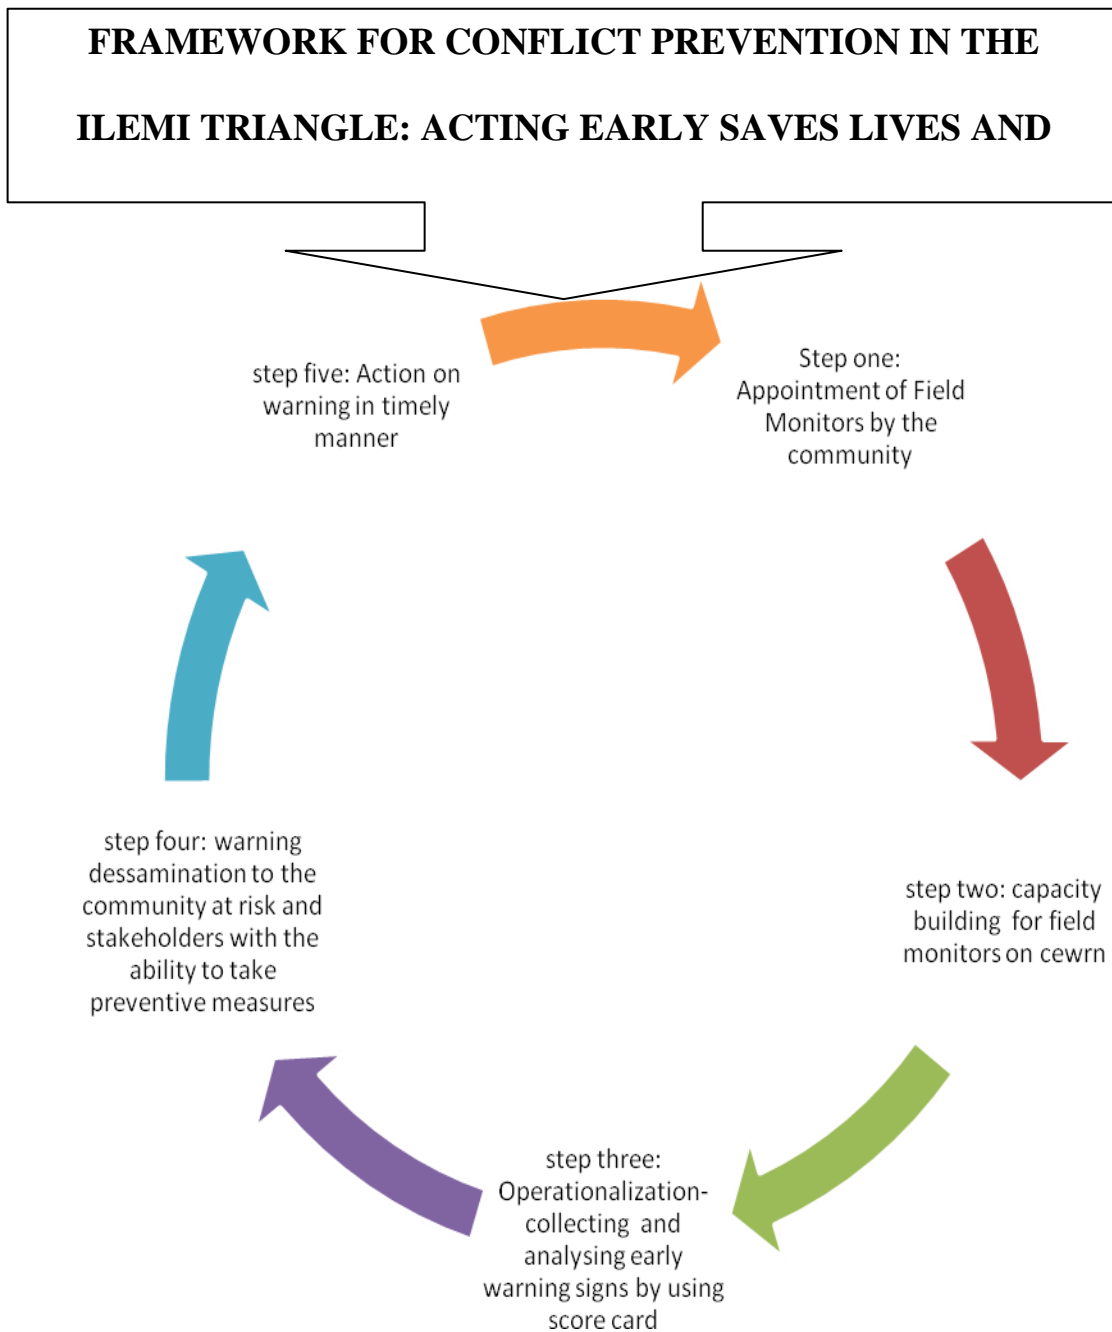 FRAMEWORK FOR CONFLICT PREVENTION IN THE
ILEMI TRIANGLE: ACTING EARLY SAVES LIVES AND
Step one:
Appointment of Field
Monitors by the
community
step two: capacity
building for field
monitors on cewrn
step three:
Operationalization-
collecting and
analysing early
warning signs by using
score card
step four: warning
dessamination to the
community at risk and
stakeholders with the
ability to take
preventive measures
step five: Action on
warning in timely
manner